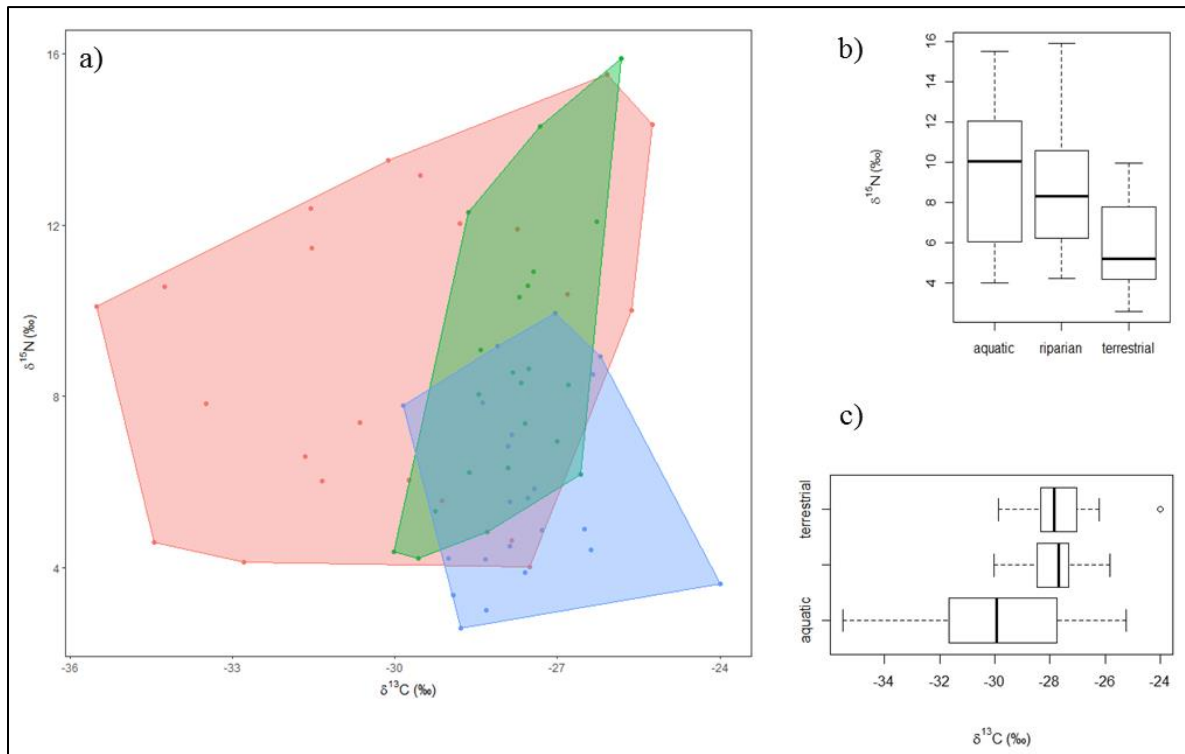 a)
16
12
8
4
δ¹⁵N (‰)
-36 -33 -30 -27 -24
δ¹³C (‰)
b)
16
14
12
10
8
6
4
δ¹⁵N (‰)
aquatic riparian terrestrial
c)
terrestrial
aquatic
-34 -32 -30 -28 -26 -24
δ¹³C (‰)